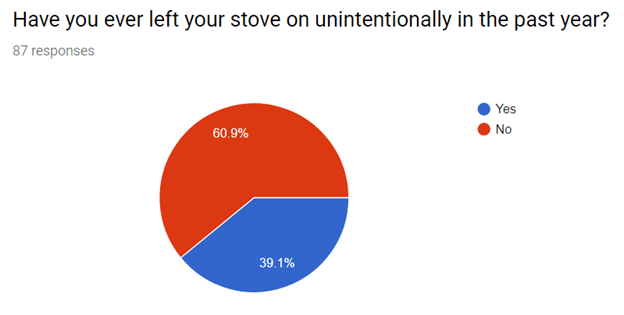 Have you ever left your stove on unintentionally in the past year?
87 responses
60.9%
39.1%
Yes
No